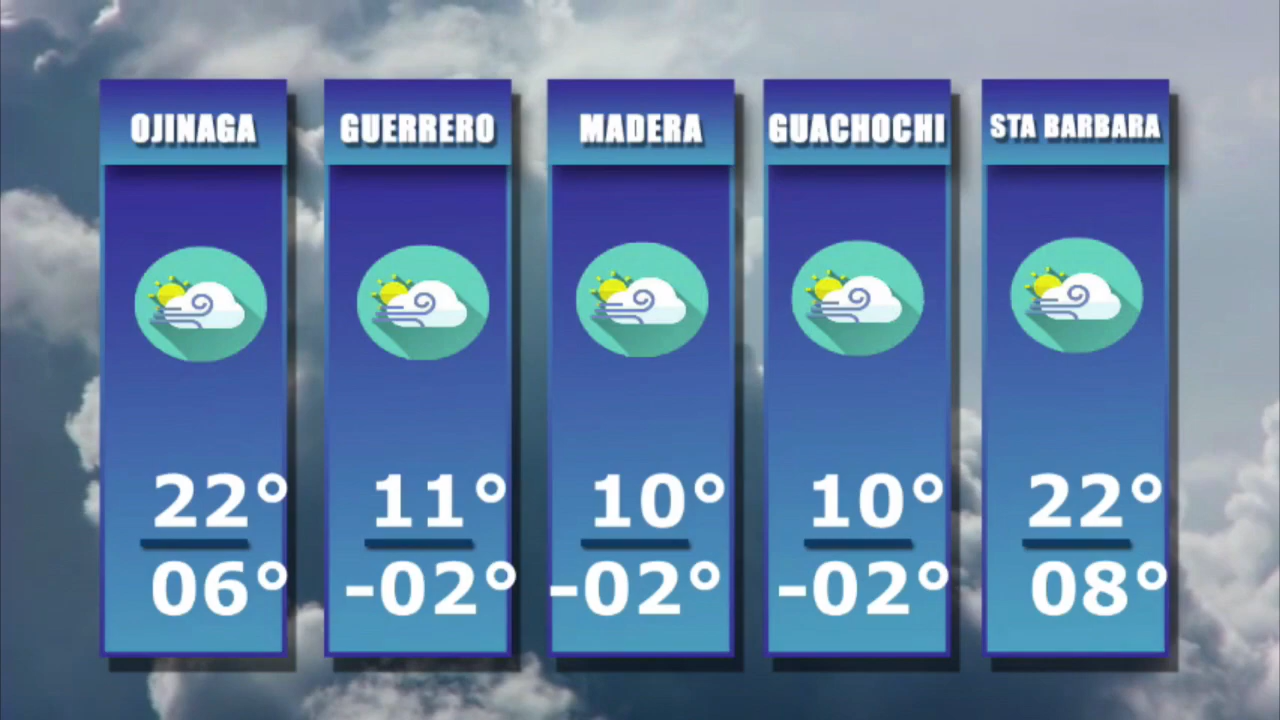 OJINAGA
22°
06°
GUERRERO
11°
-02°
MADERA
10°
-02°
GUACHOCHI
10°
-02°
STA BARBARA
22°
08°